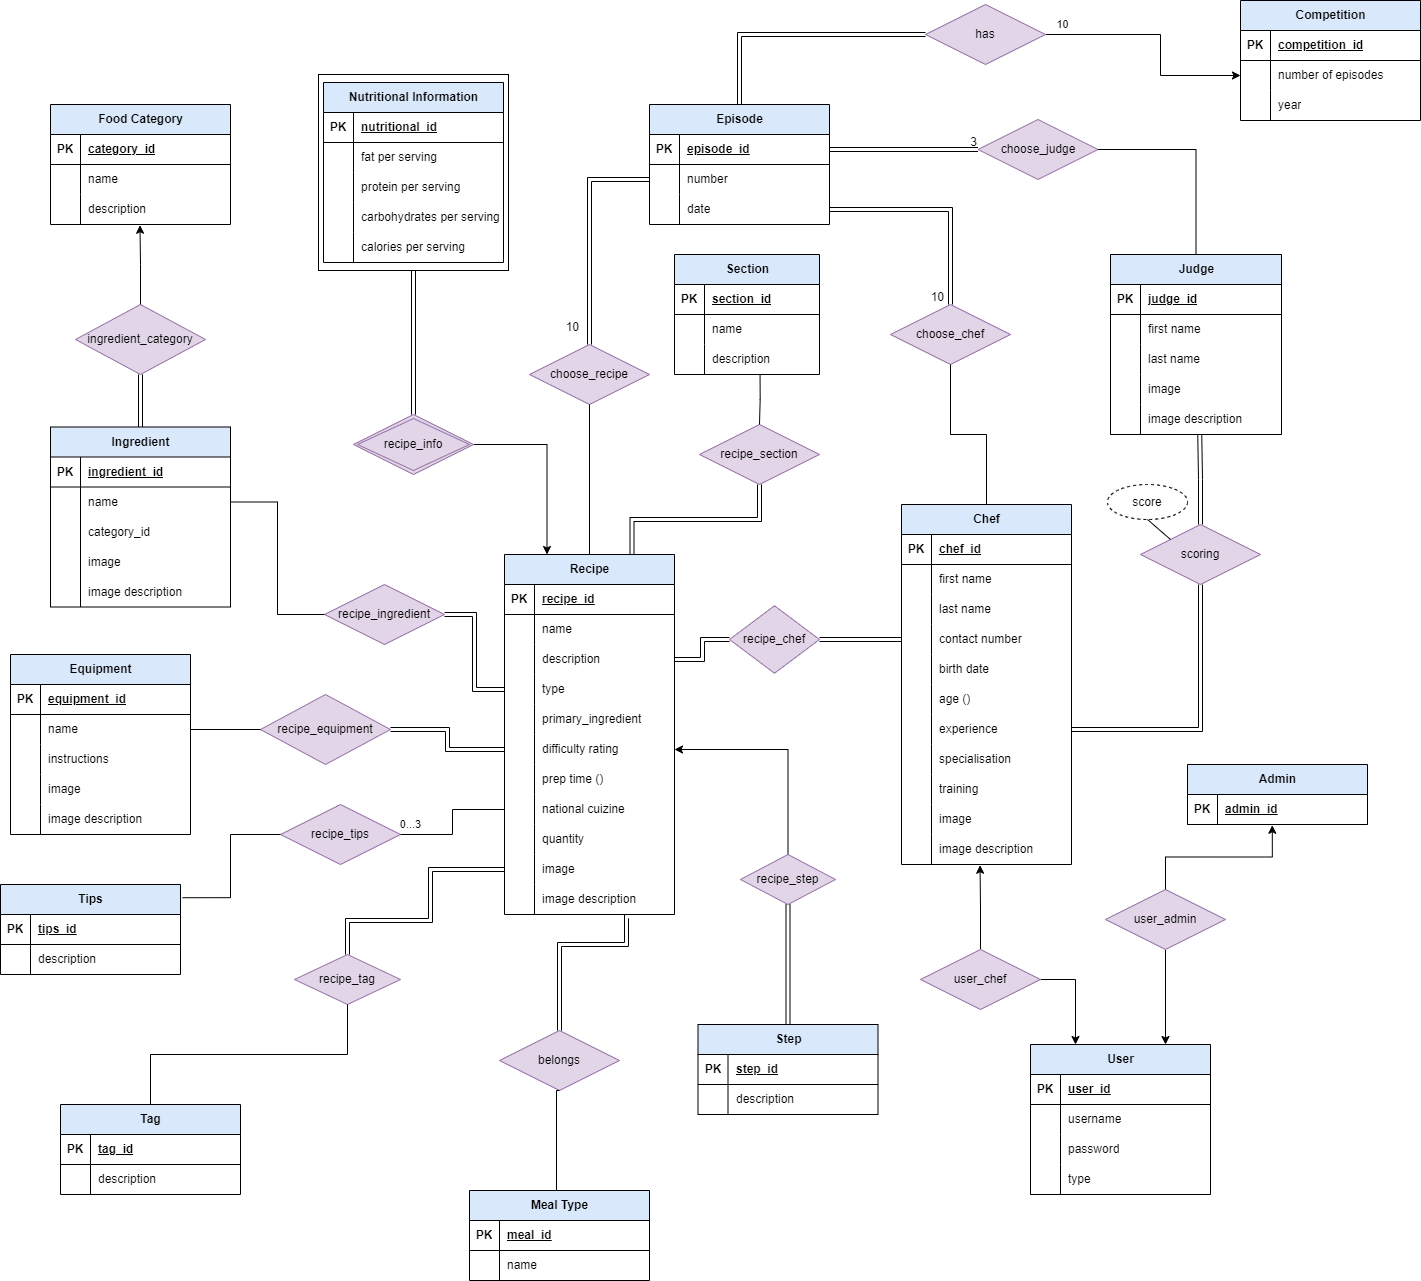 has
10
Competition
PK competition_id
number of episodes
year
Nutritional Information
PK nutritional_id
fat per serving
protein per serving
carbohydrates per serving
calories per serving
Food Category
PK category_id
name
description
Episode
PK episode_id
number
date
3
choose_judge
Section
PK section_id
name
description
10
choose_chef
Judge
PK judge_id
first name
last name
image
image description
ingredient_category
10
choose_recipe
recipe_info
recipe_section
Ingredient
PK ingredient_id
name
category_id
image
image description
score
scoring
Chef
PK chef_id
first name
last name
contact number
birth date
age ()
experience
specialisation
training
image
image description
Recipe
PK recipe_id
name
description
type
primary_ingredient
difficulty rating
prep time ()
national cuizine
quantity
image
image description
recipe_ingredient
recipe_chef
Equipment
PK equipment_id
name
instructions
image
image description
recipe_equipment
recipe_tips
0...3
Tips
PK tips_id
description
Admin
PK admin_id
recipe_step
user_admin
recipe_tag
user_chef
belongs
Step
PK step_id
description
User
PK user_id
username
password
type
Tag
PK tag_id
description
Meal Type
PK meal_id
name